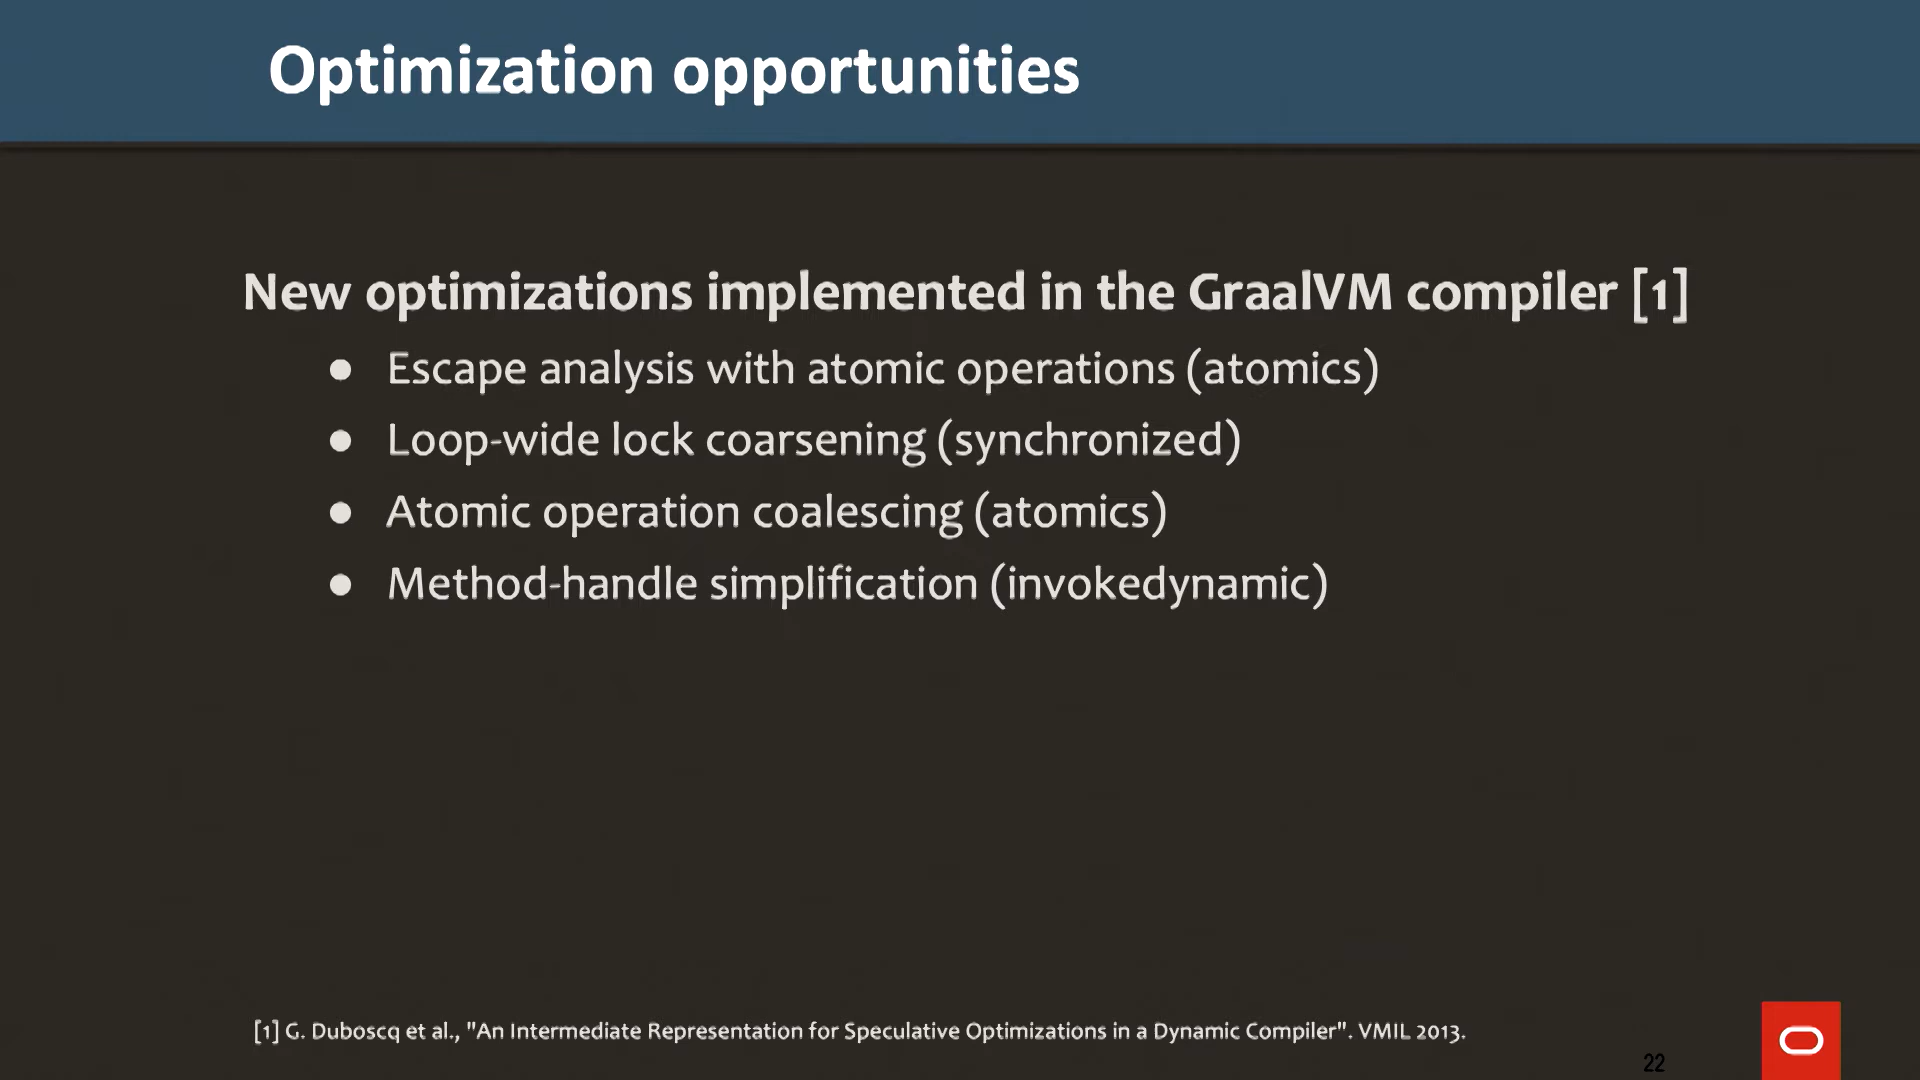 Optimization opportunities
New optimizations implemented in the GraalVM compiler [1]
● Escape analysis with atomic operations (atomics)
● Loop-wide lock coarsening (synchronized)
● Atomic operation coalescing (atomics)
● Method-handle simplification (invokedynamic)
[1] G. Duboscq et al., "An Intermediate Representation for Speculative Optimizations in a Dynamic Compiler". VMIL 2013.
22